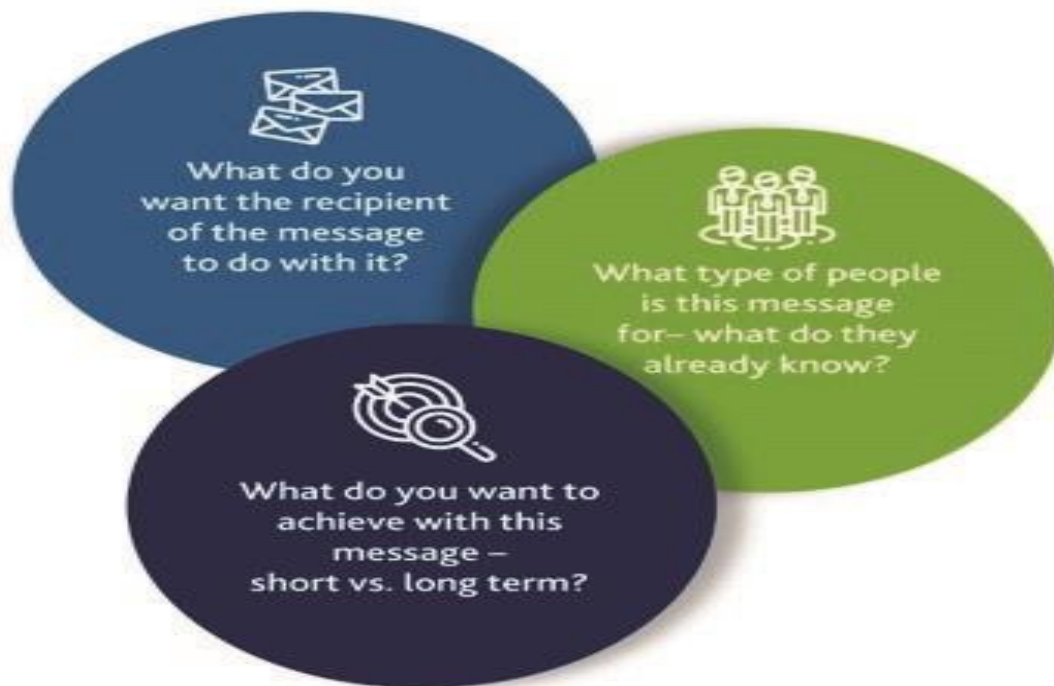 What do you
want the recipient
of the message
to do with it?
What type of people
is this message
for– what do they
already know?
What do you want to
achieve with this
message –
short vs. long term?